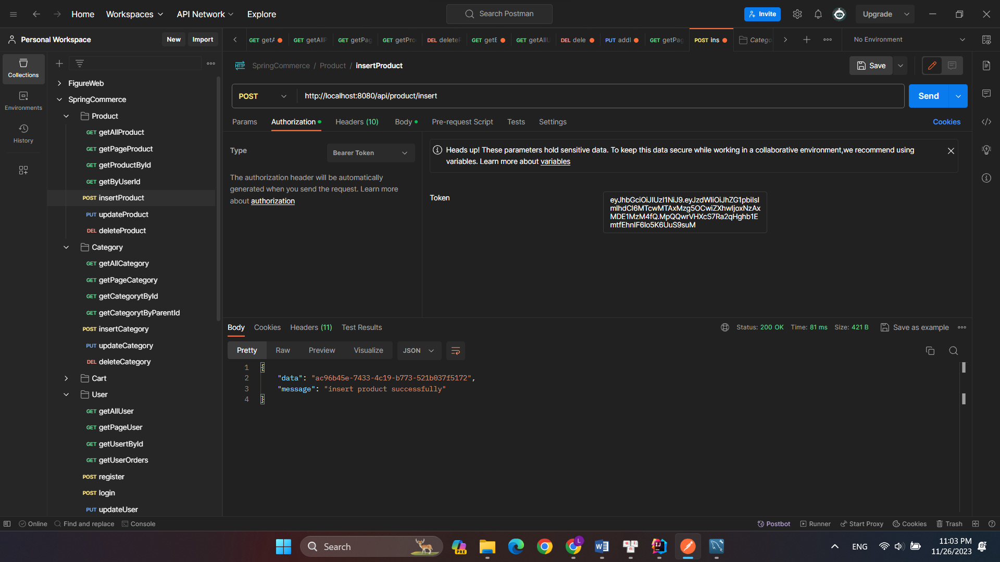 Home
Workspaces
API Network
Explore
Search Postman
Invite
Upgrade
Personal Workspace
New
Import
GET getA
GET getAllP
GET getPag
GET getPro
DEL deleteP
GET getE
GET getAllU
DEL dele
PUT addl
GET getPag
POST ins
Catego
No Environment
Collections
Environments
History
FigureWeb
SpringCommerce
Product
GET getAllProduct
GET getPageProduct
GET getProductById
GET getByUserId
POST insertProduct
PUT updateProduct
DEL deleteProduct
Category
GET getAllCategory
GET getPageCategory
GET getCategorytById
GET getCategorytByParentId
POST insertCategory
PUT updateCategory
DEL deleteCategory
Cart
User
GET getAllUser
GET getPageUser
GET getUsertById
GET getUserOrders
POST register
POST login
PUT updateUser
HTTP SpringCommerce / Product / insertProduct
Save
POST
http://localhost:8080/api/product/insert
Send
Params
Authorization
Headers (10)
Body
Pre-request Script
Tests
Settings
Cookies
Type
Bearer Token
The authorization header will be automatically
generated when you send the request. Learn more
about authorization
Heads up! These parameters hold sensitive data. To keep this data secure while working in a collaborative environment,we recommend using
variables. Learn more about variables
Token
Body
Cookies
Headers (11)
Test Results
Status: 200 OK
Time: 81 ms
Size: 421 B
Save as example
Pretty
Raw
Preview
Visualize
JSON
1 {
2 "data": "ac96b45e-7433-4c19-b773-521b037f5172",
3 "message": "insert product successfully"
4 }
Online
Find and replace
Console
Postbot
Runner
Start Proxy
Cookies
Trash
Search
PRE
L
ENG
11:03 PM
11/26/2023